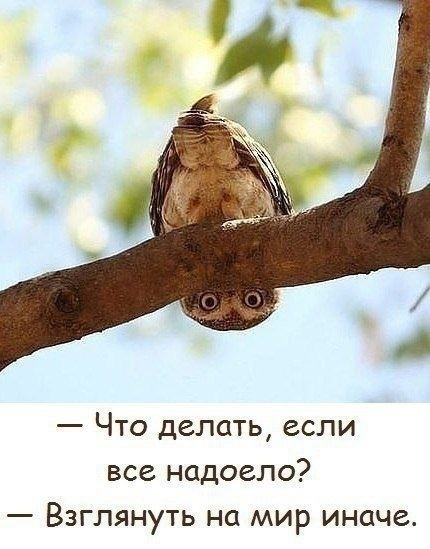 — Что делать, если
все надоело?
— Взглянуть на мир иначе.